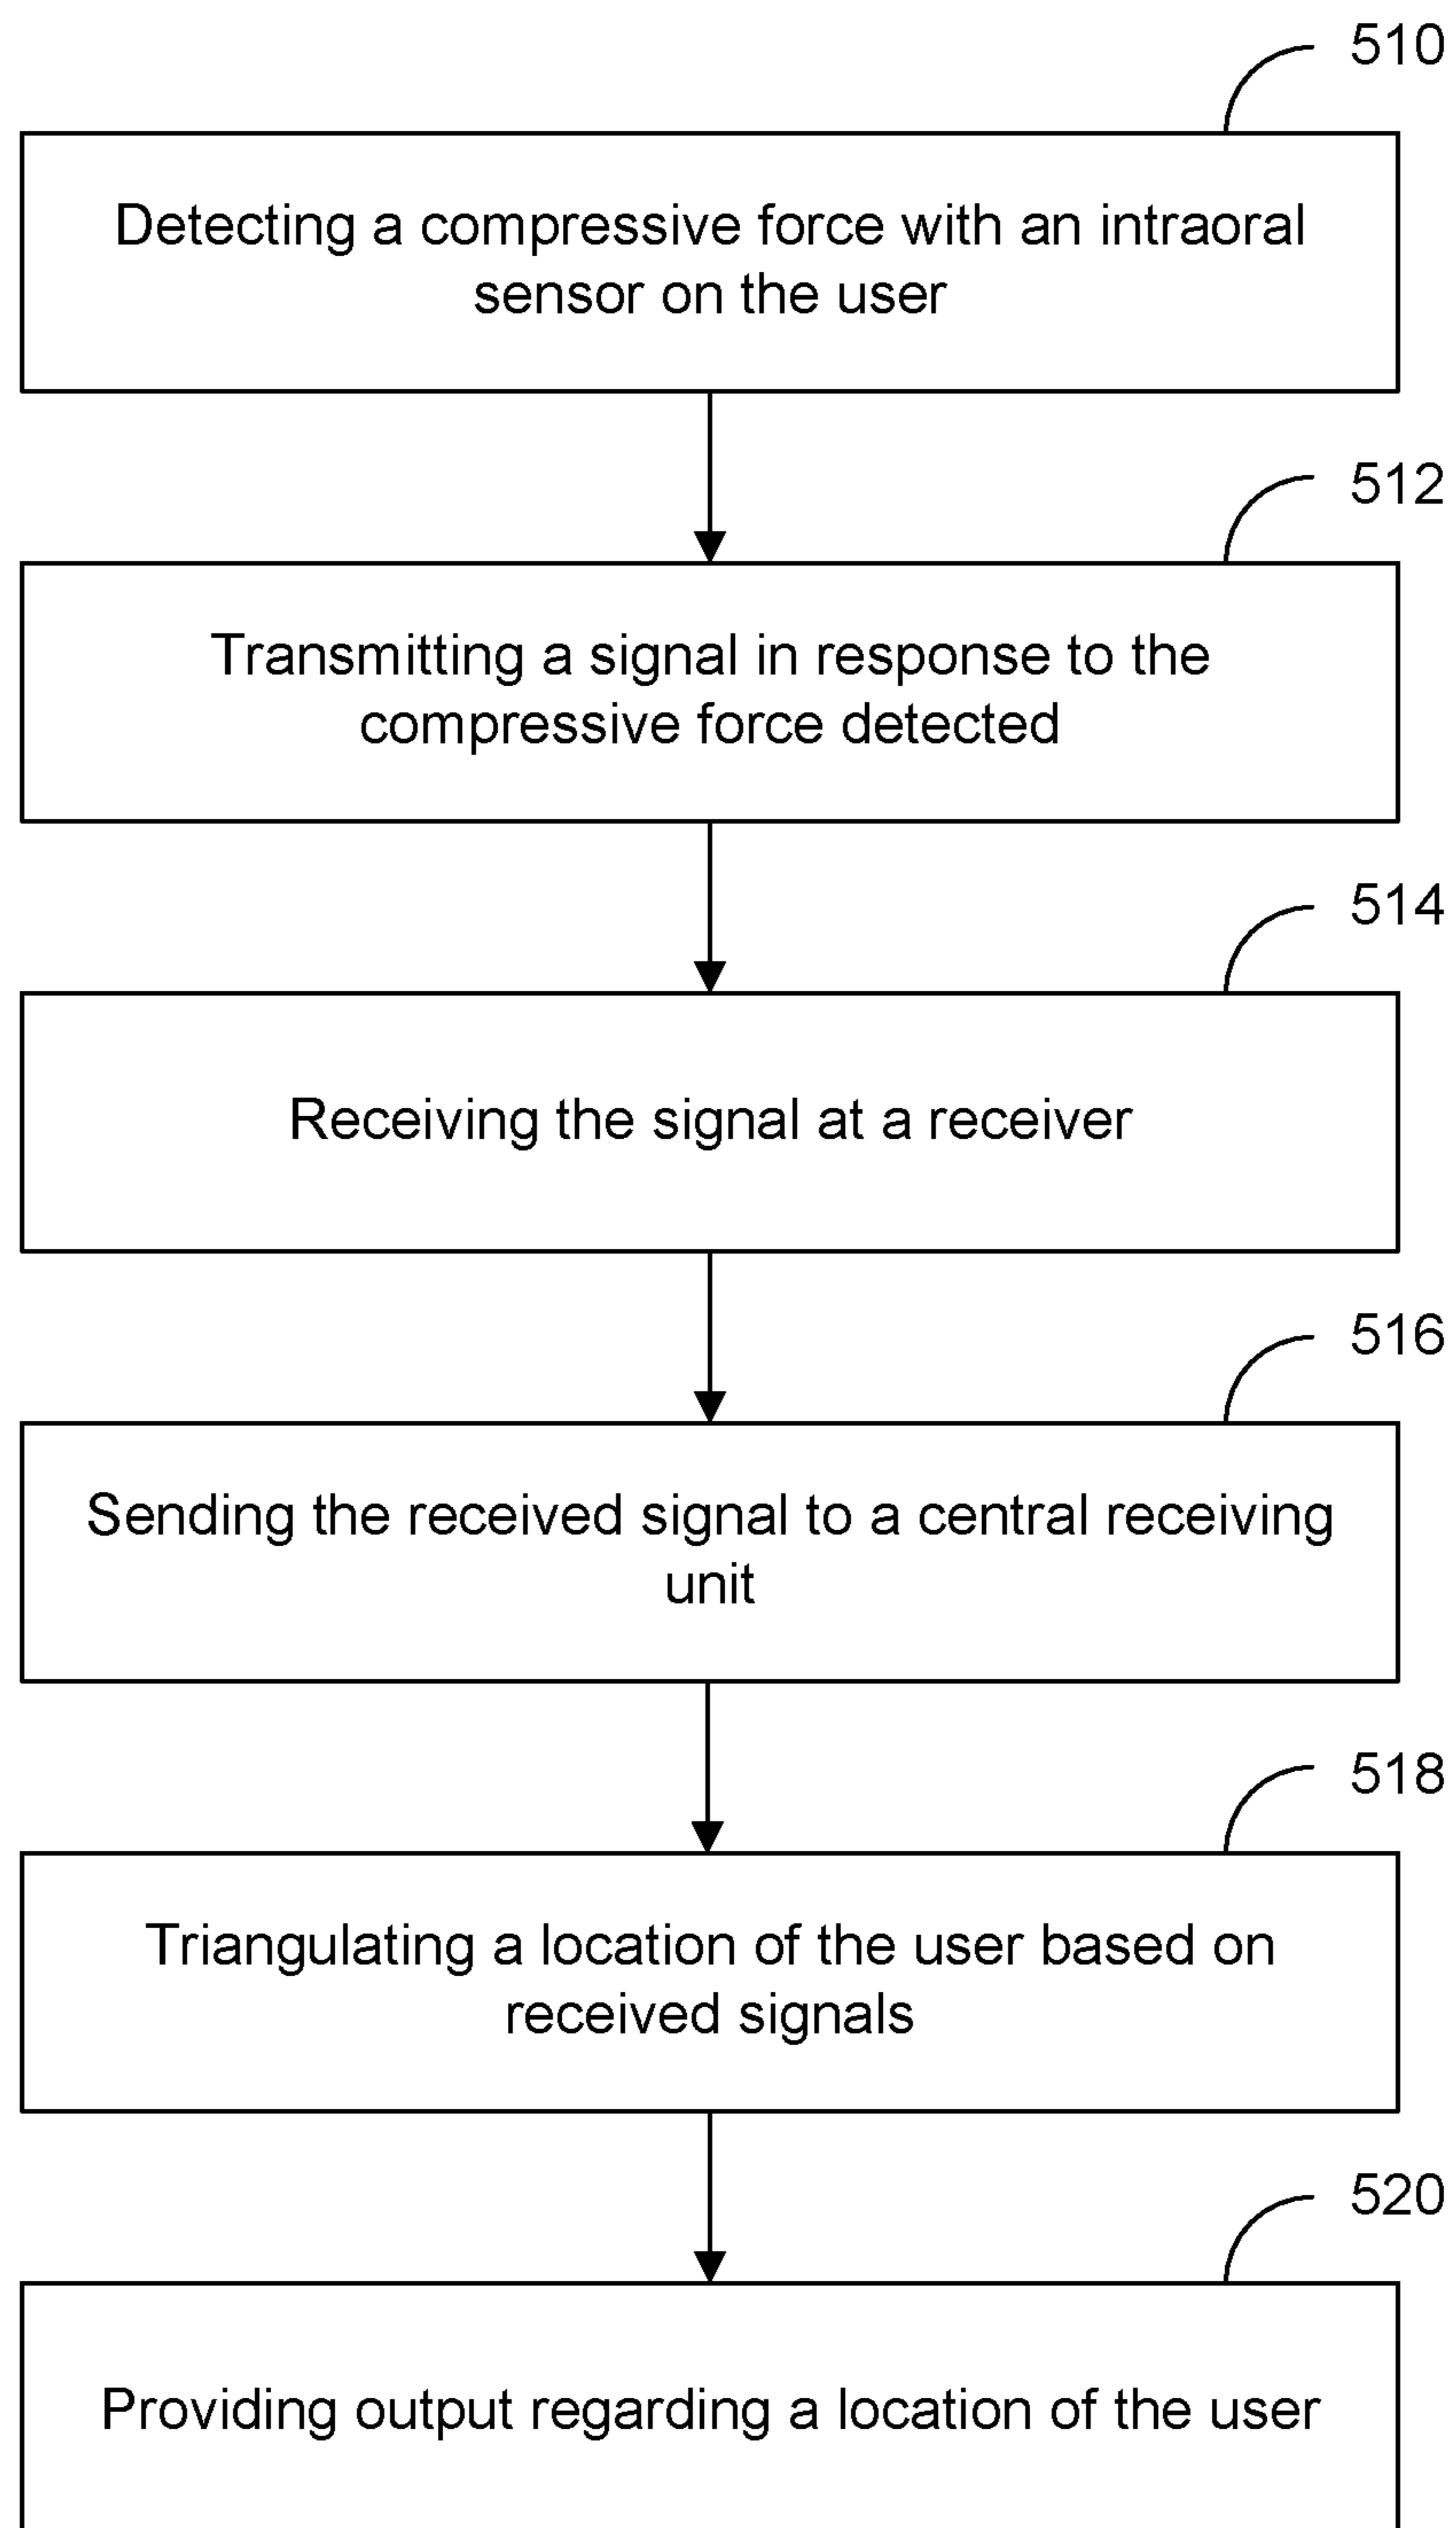 510
Detecting a compressive force with an intraoral
sensor on the user
512
Transmitting a signal in response to the
compressive force detected
514
Receiving the signal at a receiver
516
Sending the received signal to a central receiving
unit
518
Triangulating a location of the user based on
received signals
520
Providing output regarding a location of the user